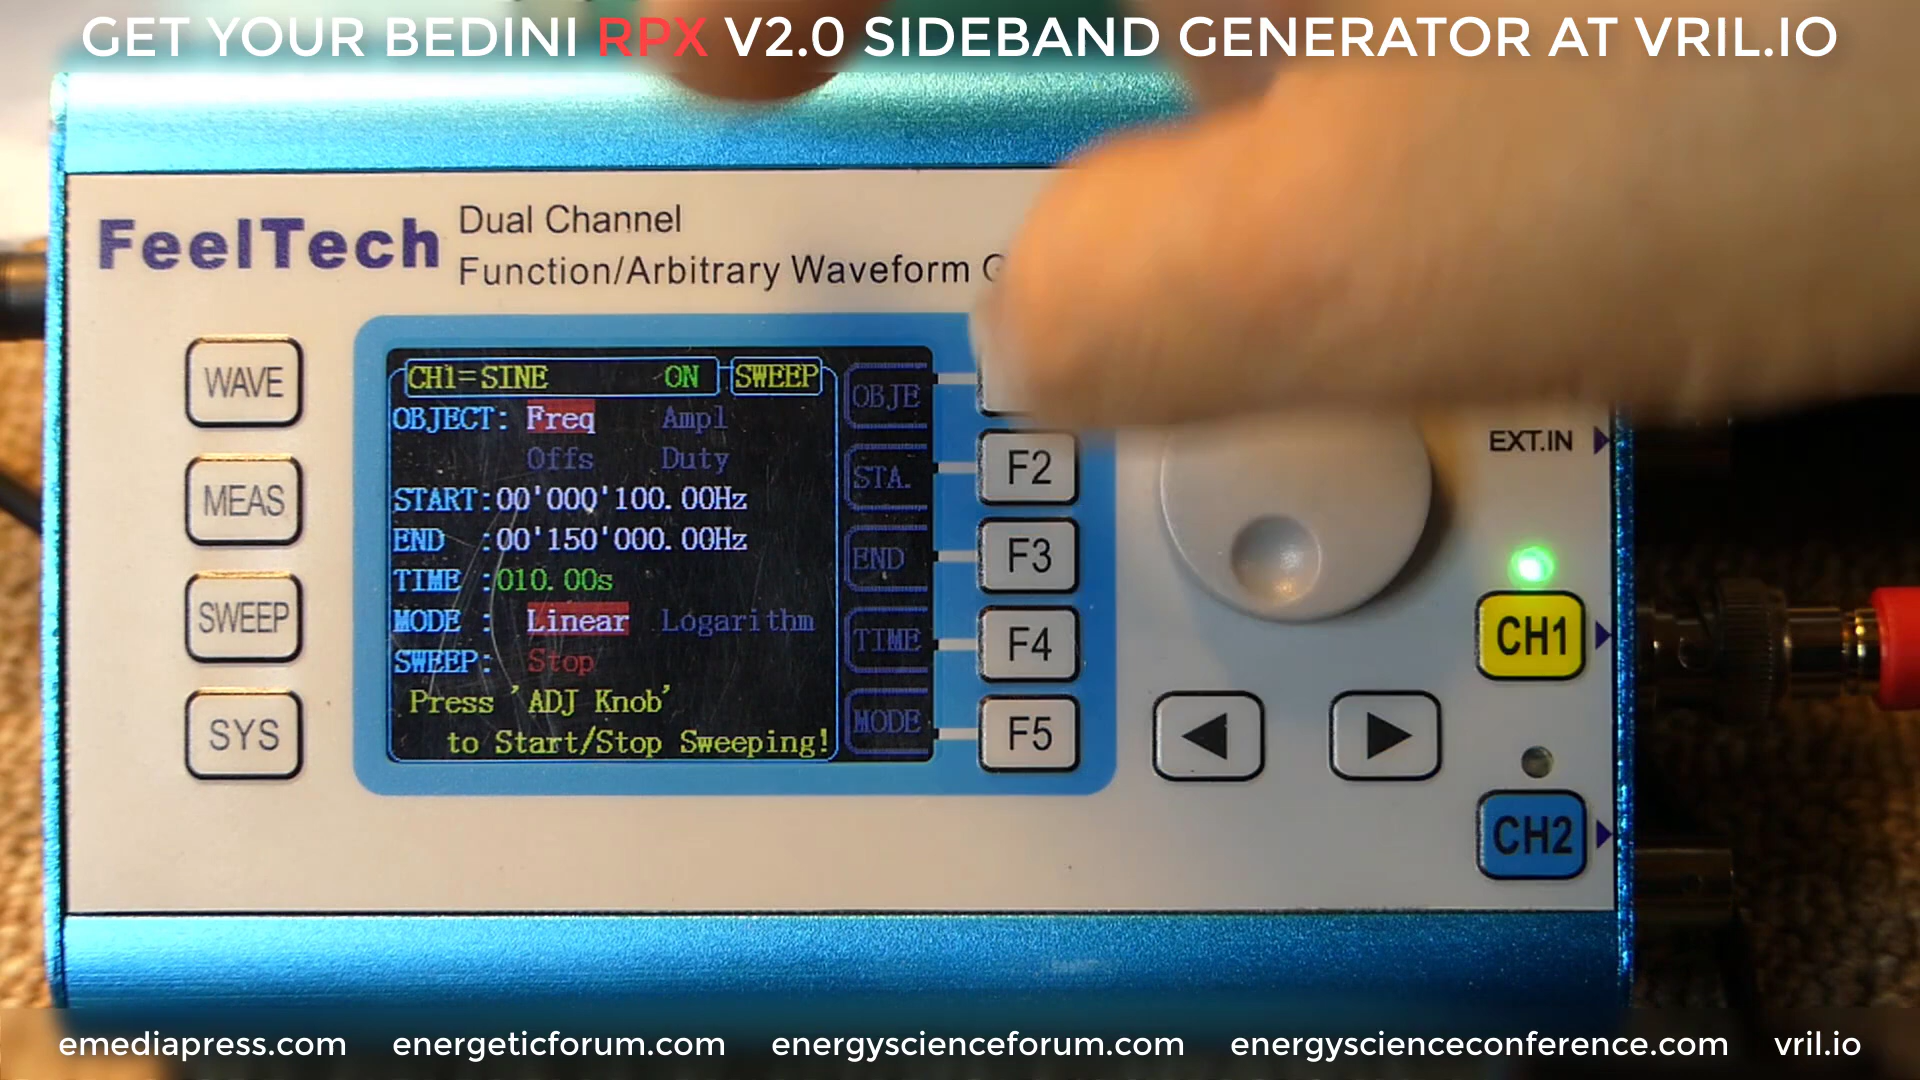 GET YOUR BEDINI RPX V2.0 SIDEBAND GENERATOR AT VRIL.IO
FeelTech
Dual Channel
Function/Arbitrary Waveform
WAVE
MEAS
SWEEP
SYS
CH1=SINE ON SWEEP
OBJECT: Freq Ampl
Offs Duty
START:00'000'100.00Hz
END :00'150'000.00Hz
TIME :010.00s
MODE : Linear Logarithm
SWEEP: Stop
Press 'ADJ Knob'
to Start/Stop Sweeping!
OBJE
STA.
END
TIME
MODE
F2
F3
F4
F5
EXT.IN
CH1
CH2
emediapress.com energeticforum.com energyscienceforum.com energyscienceconference.com vril.io